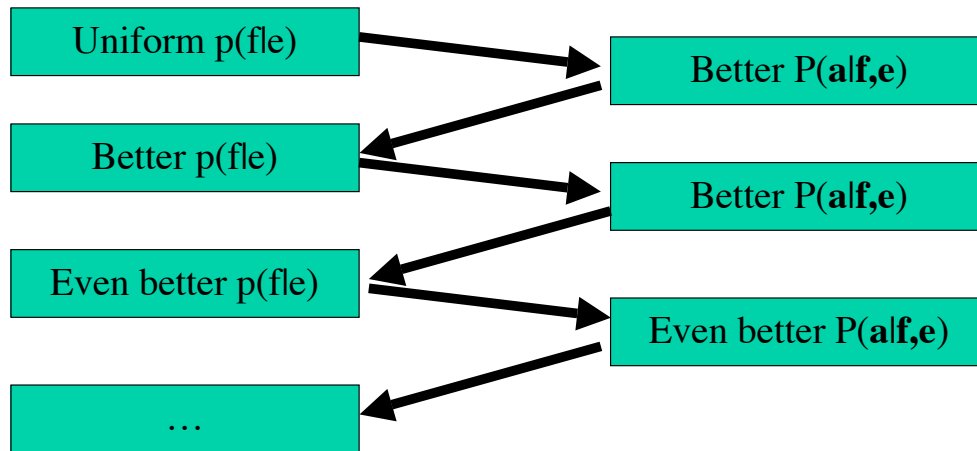 Uniform p(f|e)
Better P(a|f,e)
Better p(f|e)
Better P(a|f,e)
Even better p(f|e)
Even better P(a|f,e)
…